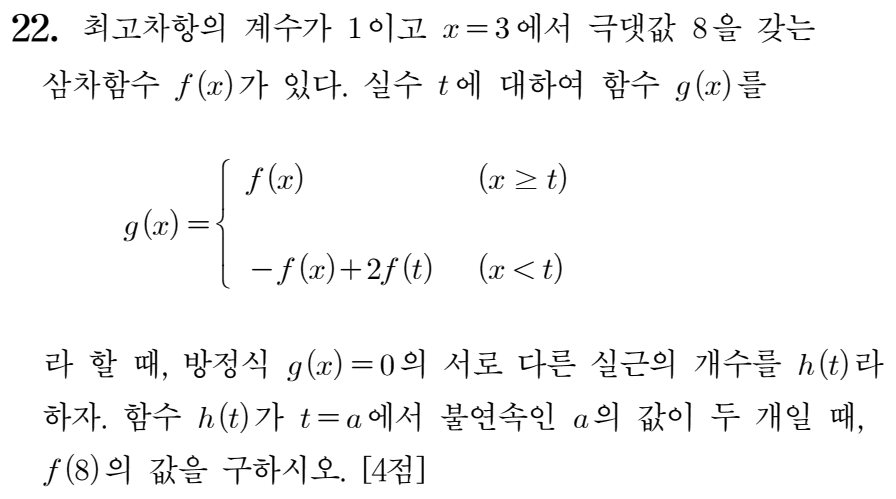 22. 최고차항의 계수가 1이고 x=3에서 극댓값 8을 갖는
삼차함수 f(x)가 있다. 실수 t에 대하여 함수 g(x)를
g(x)={ f(x) (x≥t)
-f(x)+2f(t) (x<t)
라 할 때, 방정식 g(x)=0의 서로 다른 실근의 개수를 h(t)라
하자. 함수 h(t)가 t=a에서 불연속인 a의 값이 두 개일 때,
f(8)의 값을 구하시오. [4점]